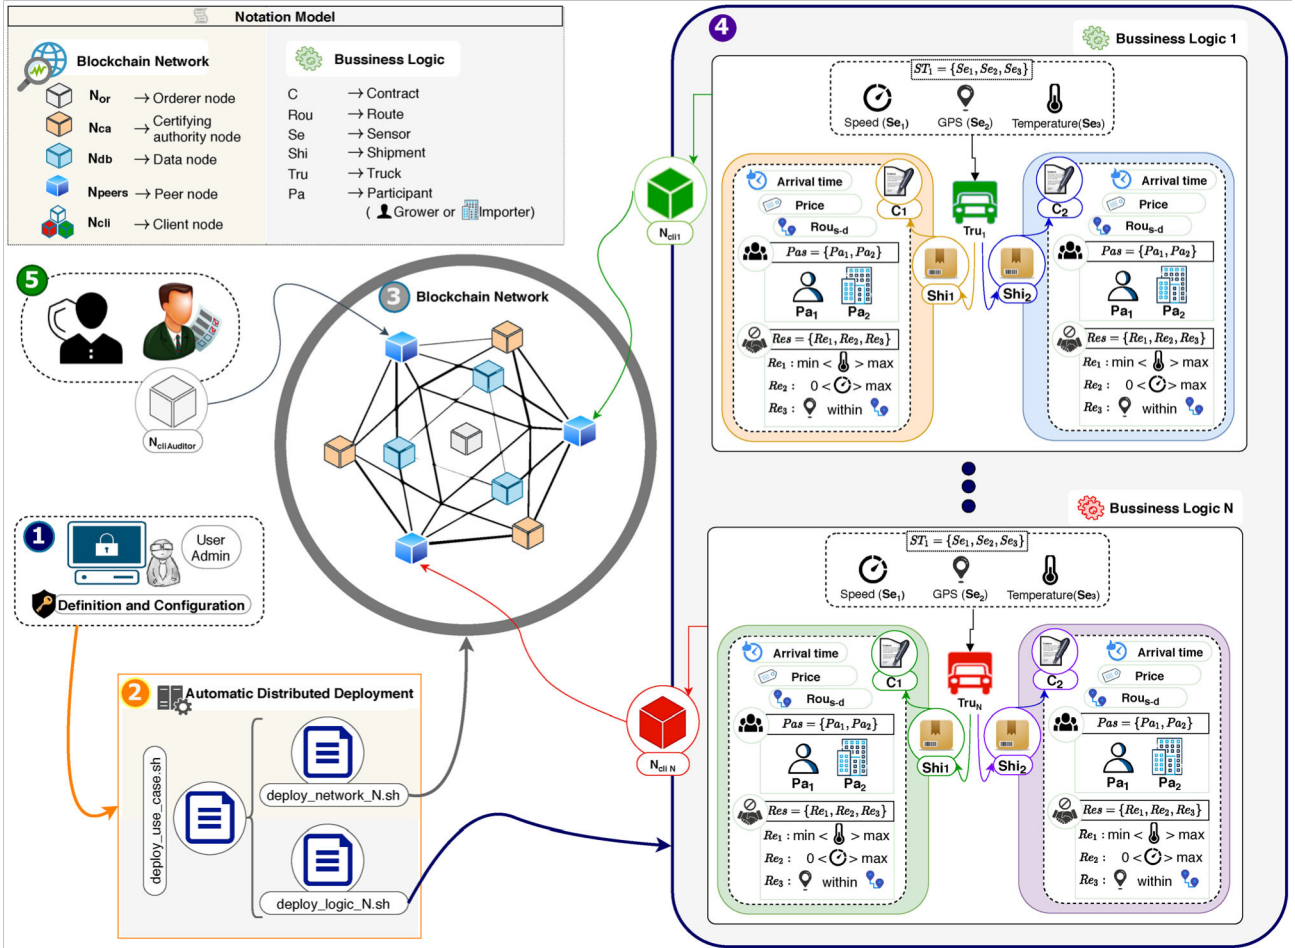 Notation Model
Blockchain Network
Nor → Orderer node
Nca → Certifying
authority node
Ndb → Data node
Npeers → Peer node
Ncli → Client node
Bussiness Logic
C → Contract
Rou → Route
Se → Sensor
Shi → Shipment
Tru → Truck
Pa → Participant
( Grower or Importer)
5
NcliAuditor
1
User
Admin
Definition and Configuration
2
Automatic Distributed Deployment
deploy_use_case.sh
deploy_network_N.sh
deploy_logic_N.sh
3
Blockchain Network
Ncli1
Ncli N
4
Bussiness Logic 1
ST1 = {Se1, Se2, Se3}
Speed (Se1)
GPS (Se2)
Temperature(Se3)
Arrival time
Price
Rous-d
C1
Pas = {Pa1, Pa2}
Pa1
Pa2
Res = {Re1, Re2, Re3}
Re1 : min < > max
Re2 : 0 < > max
Re3 : within
Tru1
Shi1
Shi2
C2
Arrival time
Price
Rous-d
Pas = {Pa1, Pa2}
Pa1
Pa2
Res = {Re1, Re2, Re3}
Re1 : min < > max
Re2 : 0 < > max
Re3 : within
Bussiness Logic N
ST1 = {Se1, Se2, Se3}
Speed (Se1)
GPS (Se2)
Temperature(Se3)
Arrival time
Price
Rous-d
C1
Pas = {Pa1, Pa2}
Pa1
Pa2
Res = {Re1, Re2, Re3}
Re1 : min < > max
Re2 : 0 < > max
Re3 : within
TruN
Shi1
Shi2
C2
Arrival time
Price
Rous-d
Pas = {Pa1, Pa2}
Pa1
Pa2
Res = {Re1, Re2, Re3}
Re1 : min < > max
Re2 : 0 < > max
Re3 : within